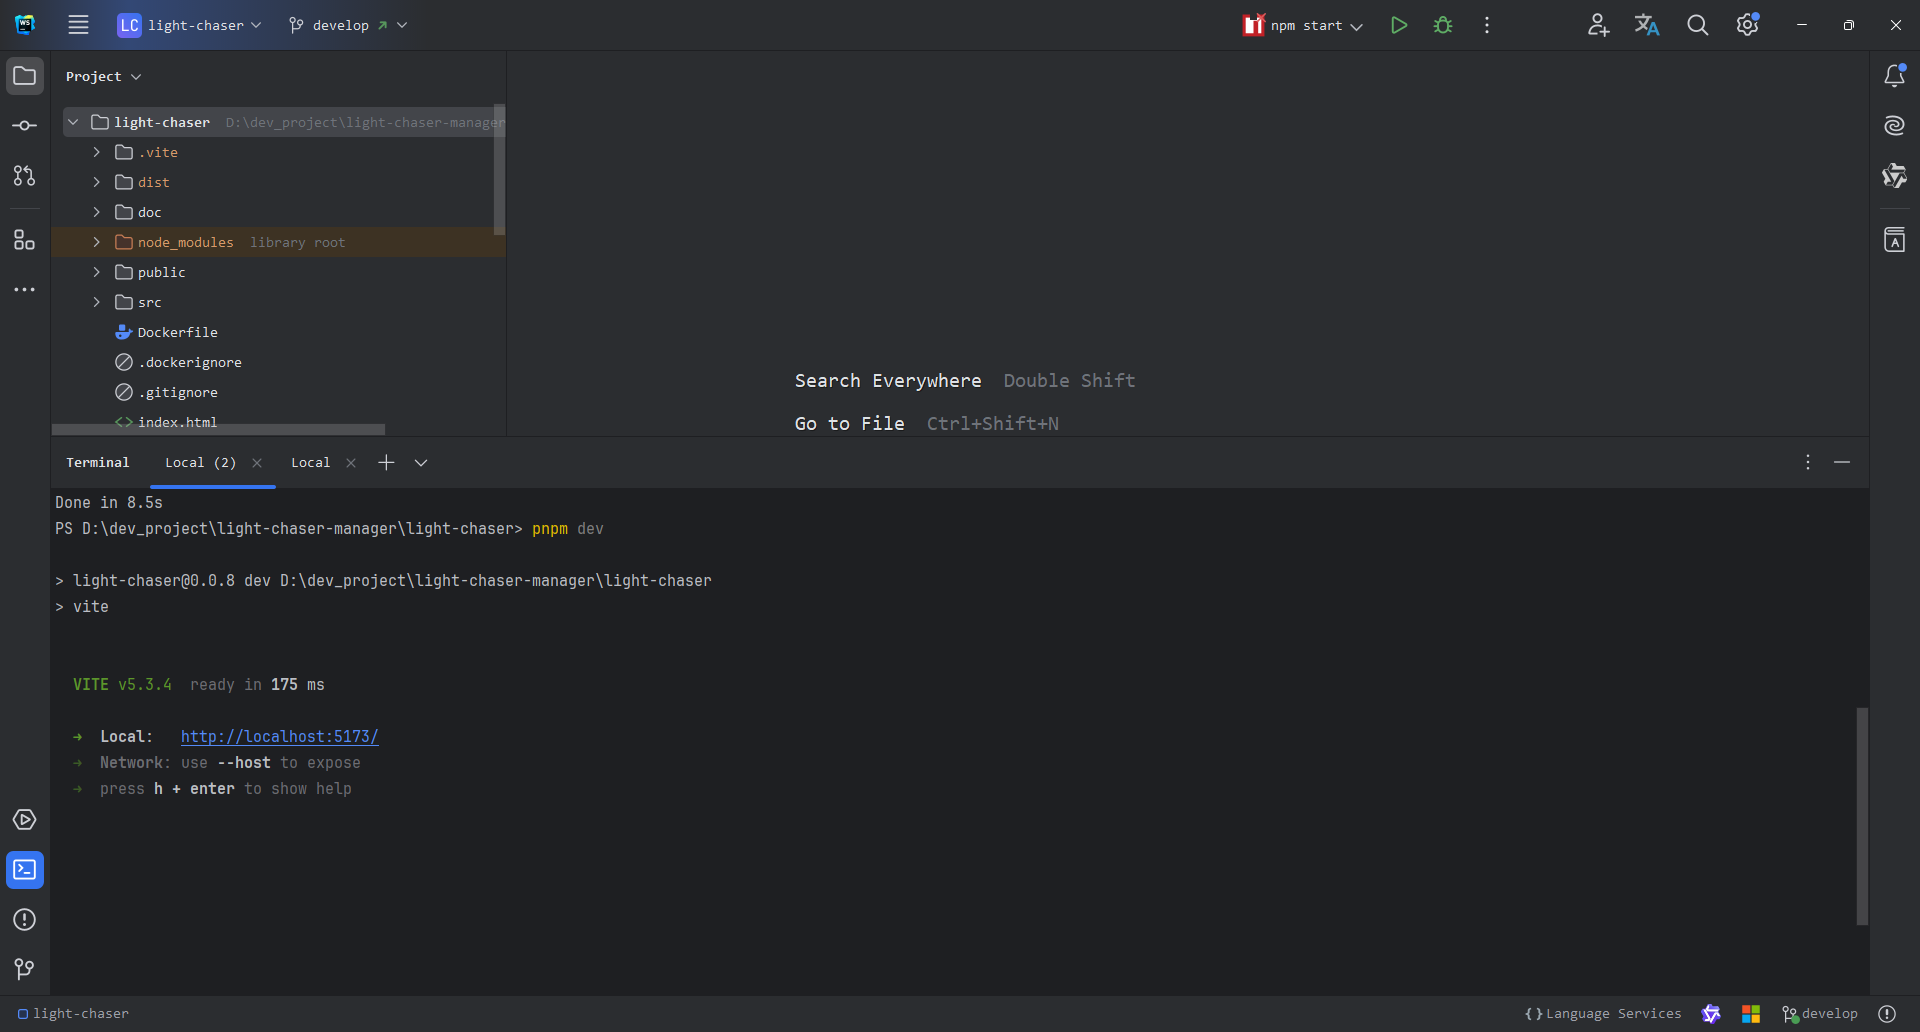 LC light-chaser
develop
npm start
Project
light-chaser D:\dev_project\light-chaser-manager
.vite
dist
doc
node_modules library root
public
src
Dockerfile
.dockerignore
.gitignore
index.html
Search Everywhere Double Shift
Go to File Ctrl+Shift+N
Terminal Local (2) Local
Done in 8.5s
PS D:\dev_project\light-chaser-manager\light-chaser> pnpm dev
> light-chaser@0.0.8 dev D:\dev_project\light-chaser-manager\light-chaser
> vite
VITE v5.3.4 ready in 175 ms
➜ Local: http://localhost:5173/
➜ Network: use --host to expose
➜ press h + enter to show help
light-chaser
{} Language Services
develop